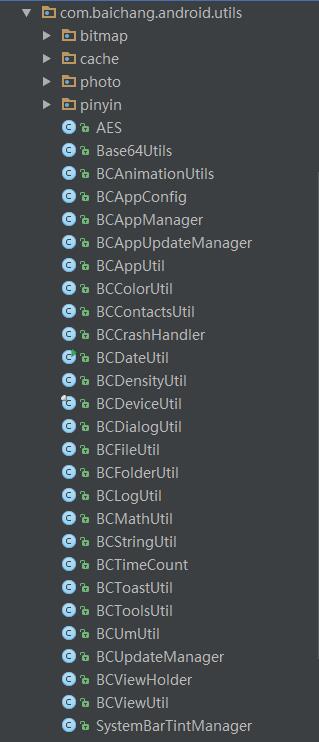 com.baichang.android.utils
bitmap
cache
photo
pinyin
AES
Base64Utils
BCAnimationUtils
BCAppConfig
BCAppManager
BCAppUpdateManager
BCAppUtil
BCColorUtil
BCContactsUtil
BCCrashHandler
BCDateUtil
BCDensityUtil
BCDeviceUtil
BCDialogUtil
BCFileUtil
BCFolderUtil
BCLogUtil
BCMathUtil
BCStringUtil
BCTimeCount
BCToastUtil
BCToolsUtil
BCUmUtil
BCUpdateManager
BCViewHolder
BCViewUtil
SystemBarTintManager